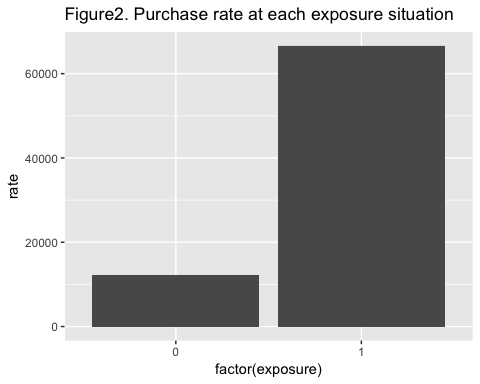 Figure2. Purchase rate at each exposure situation
60000
40000
20000
0
rate
0
1
factor(exposure)